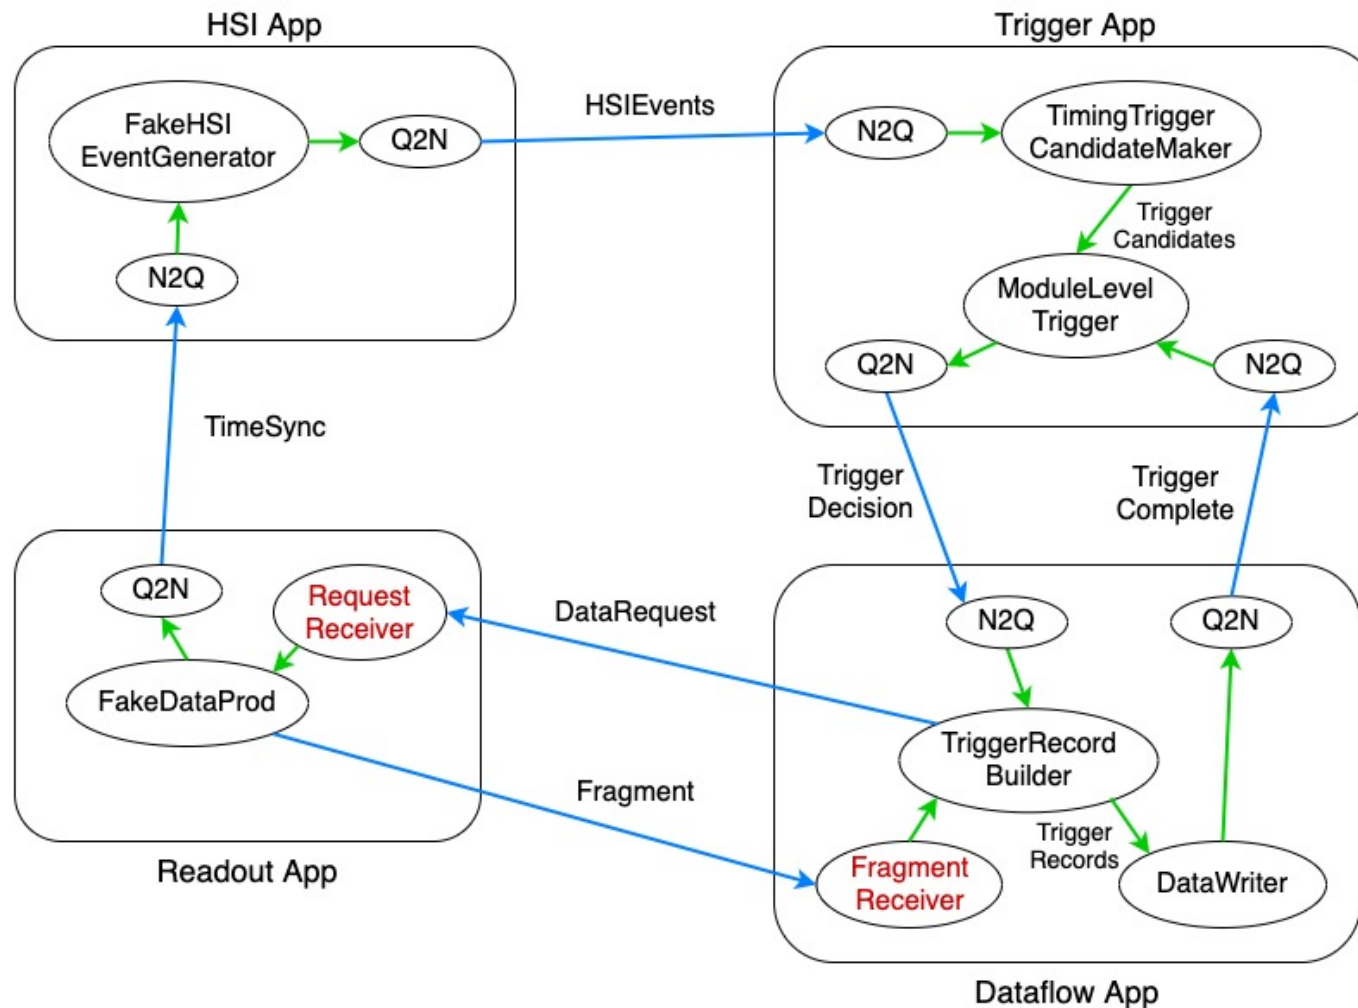 HSI App
Trigger App
FakeHSI
EventGenerator
Q2N
N2Q
HSIEvents
N2Q
TimingTrigger
CandidateMaker
Trigger
Candidates
ModuleLevel
Trigger
Q2N
N2Q
TimeSync
Trigger
Decision
Trigger
Complete
Q2N
Request
Receiver
FakeDataProd
Readout App
DataRequest
Fragment
N2Q
Q2N
TriggerRecord
Builder
Trigger
Records
Fragment
Receiver
DataWriter
Dataflow App